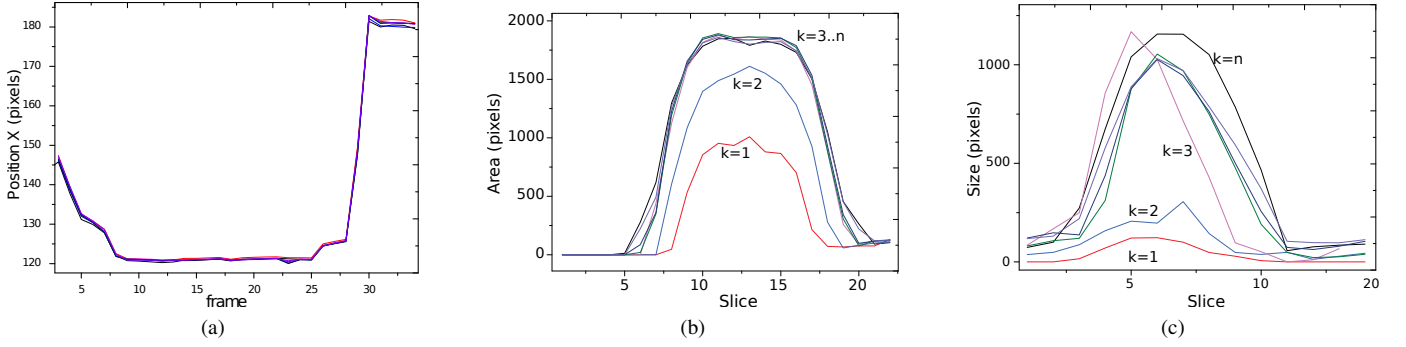 Position X (pixels)
180
170
160
150
140
130
120
5
10
15
20
25
30
frame
(a)
Area (pixels)
2000
1500
1000
500
0
k=3..n
k=2
k=1
5
10
15
20
Slice
(b)
Size (pixels)
1000
500
0
k=n
k=3
k=2
k=1
5
10
20
Slice
(c)